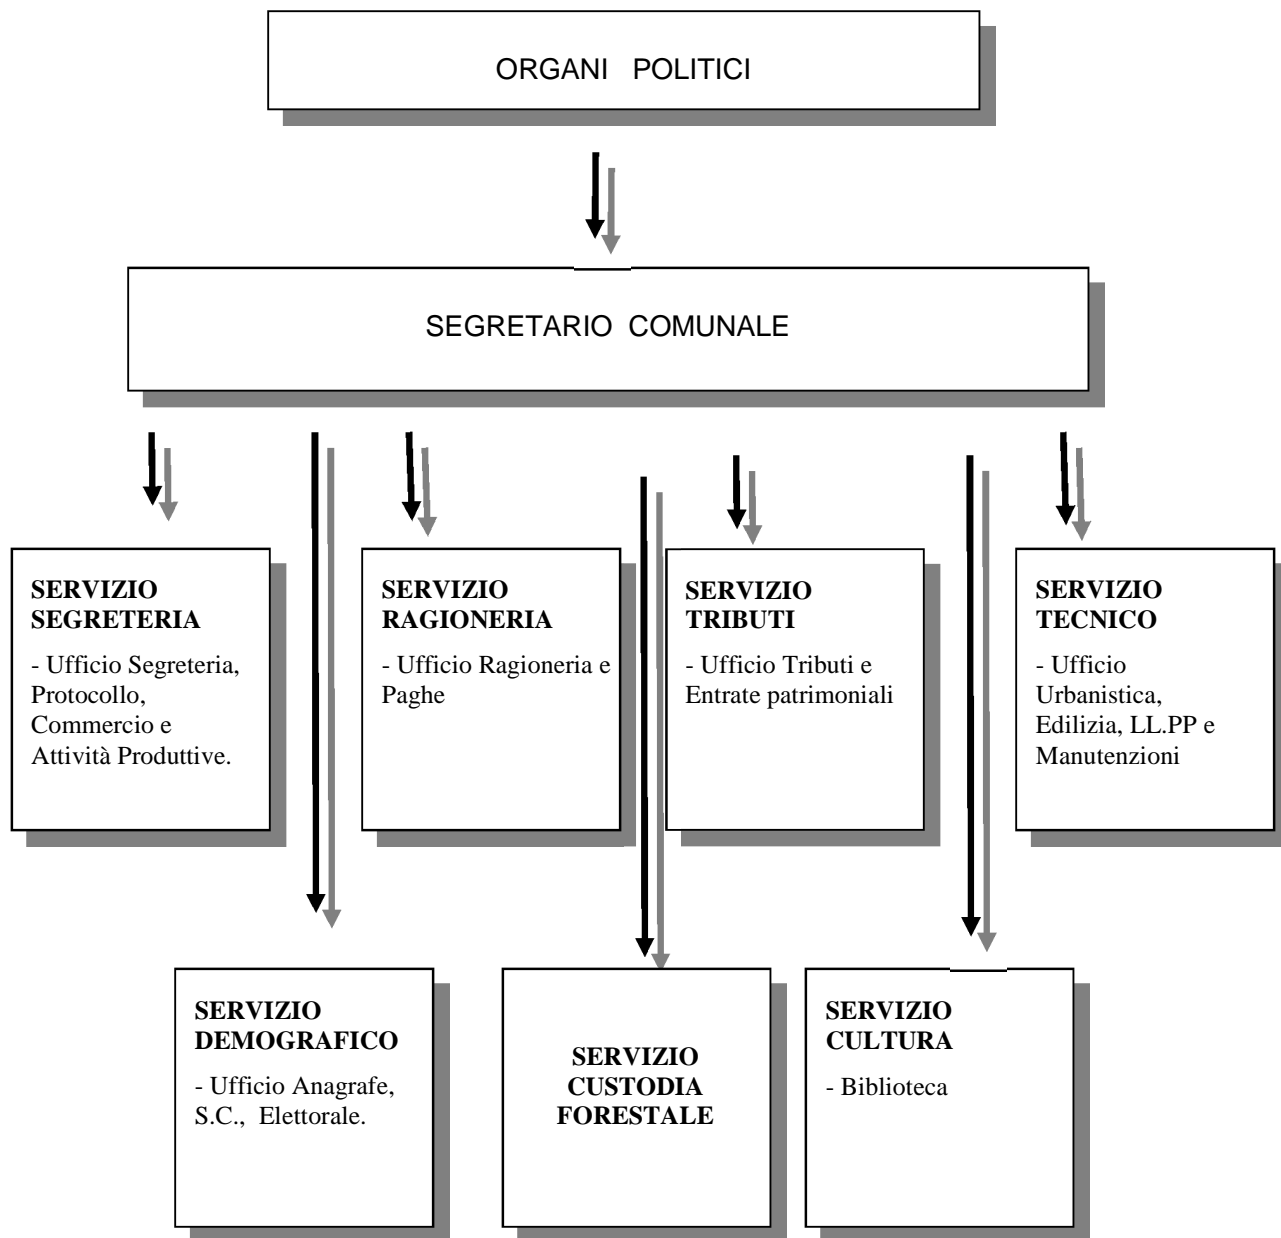 ORGANI POLITICI
SEGRETARIO COMUNALE
SERVIZIO
SEGRETERIA
- Ufficio Segreteria,
Protocollo,
Commercio e
Attività Produttive.
SERVIZIO
RAGIONERIA
- Ufficio Ragioneria e
Paghe
SERVIZIO
TRIBUTI
- Ufficio Tributi e
Entrate patrimoniali
SERVIZIO
TECNICO
- Ufficio
Urbanistica,
Edilizia, LL.PP e
Manutenzioni
SERVIZIO
DEMOGRAFICO
- Ufficio Anagrafe,
S.C., Elettorale.
SERVIZIO
CUSTODIA
FORESTALE
SERVIZIO
CULTURA
- Biblioteca